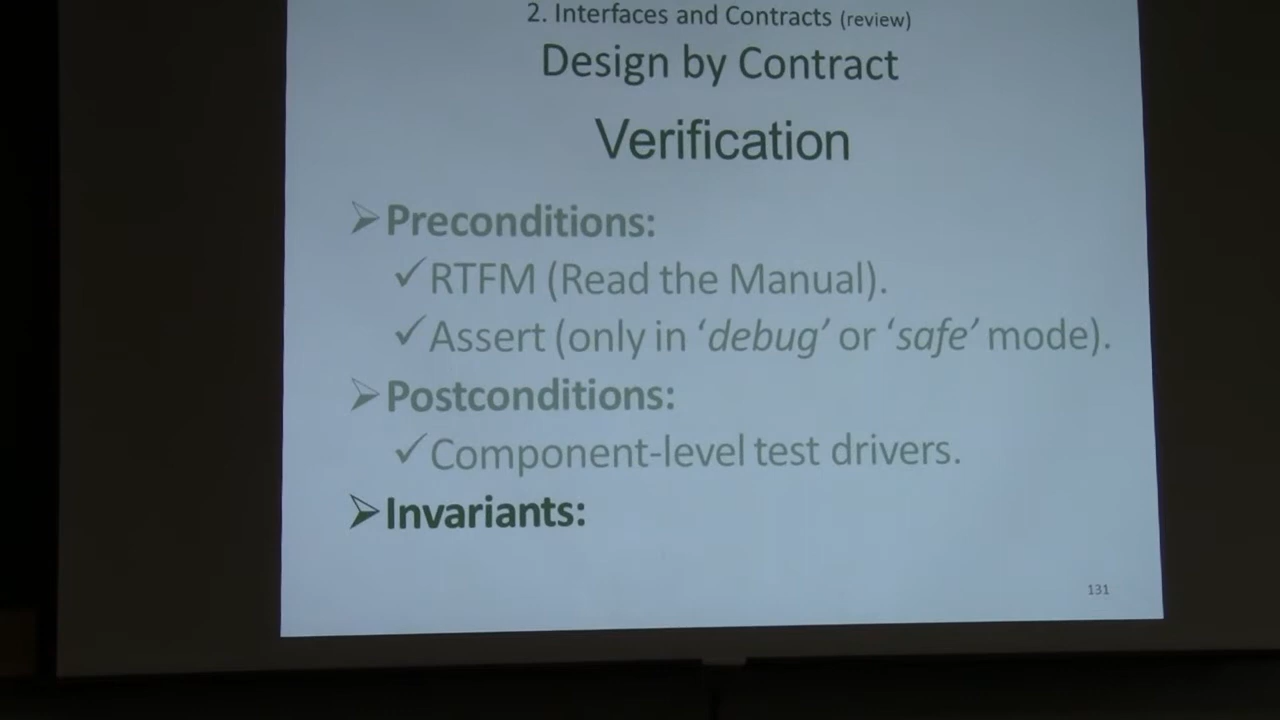 2. Interfaces and Contracts (review)
Design by Contract
Verification
➢Preconditions:
✓RTFM (Read the Manual).
✓Assert (only in ‘debug’ or ‘safe’ mode).
➢Postconditions:
✓Component-level test drivers.
➢Invariants:
131